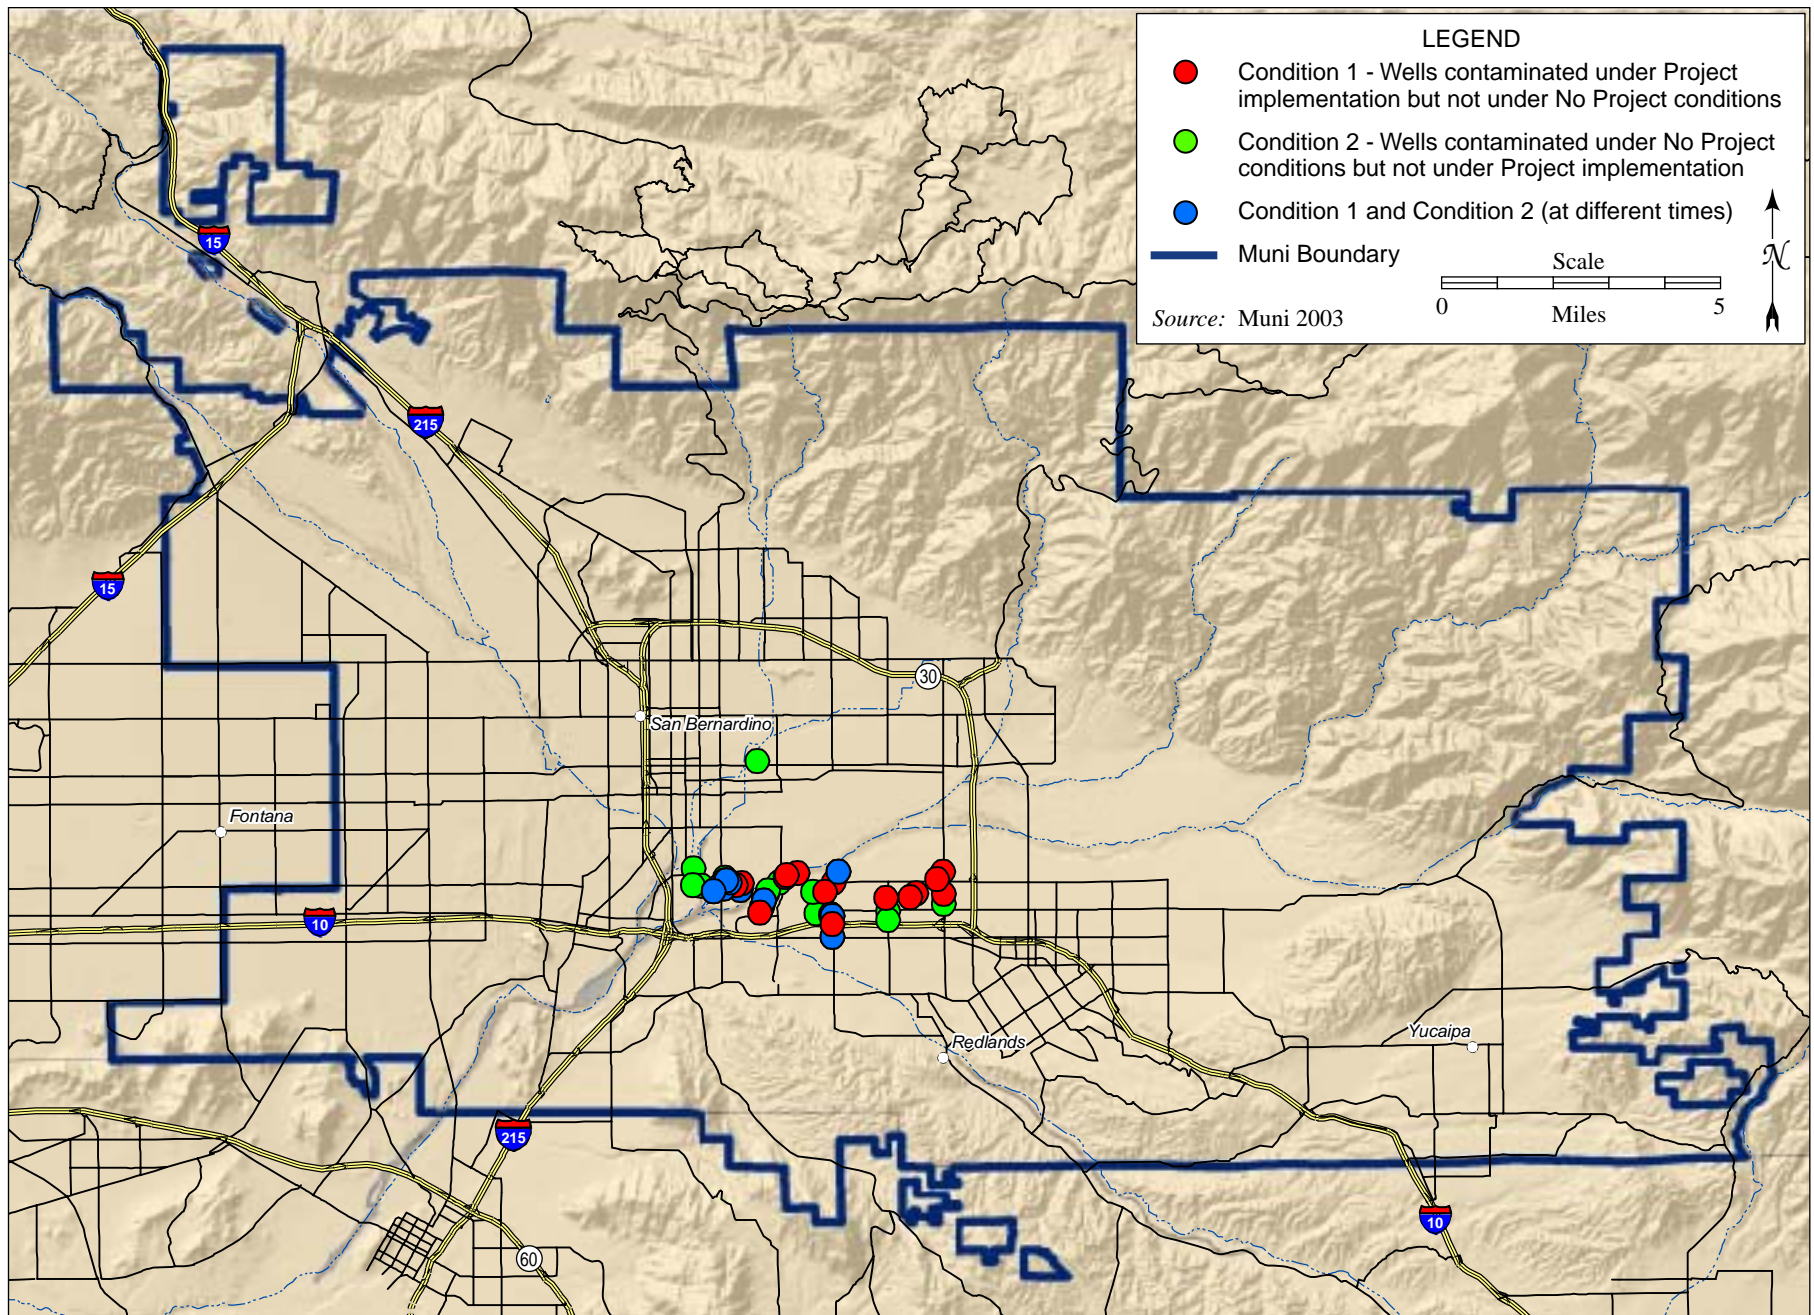 LEGEND
Condition 1 - Wells contaminated under Project
implementation but not under No Project conditions
Condition 2 - Wells contaminated under No Project
conditions but not under Project implementation
Condition 1 and Condition 2 (at different times)
Muni Boundary
Scale
0 5
Miles
N
Source: Muni 2003
15
215
15
30
San Bernardino
Fontana
10
Redlands
Yucaipa
215
10
60